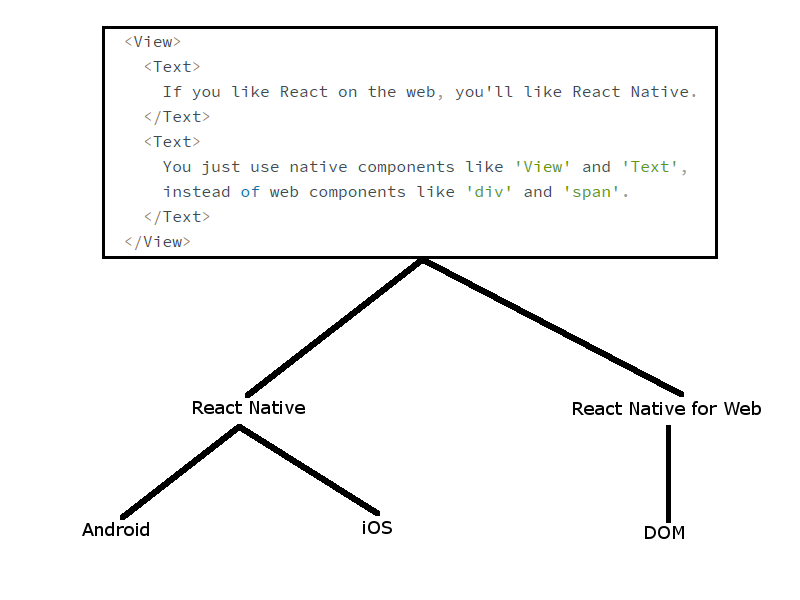 <View>
<Text>
If you like React on the web, you'll like React Native.
</Text>
<Text>
You just use native components like 'View' and 'Text',
instead of web components like 'div' and 'span'.
</Text>
</View>
React Native
React Native for Web
Android
iOS
DOM